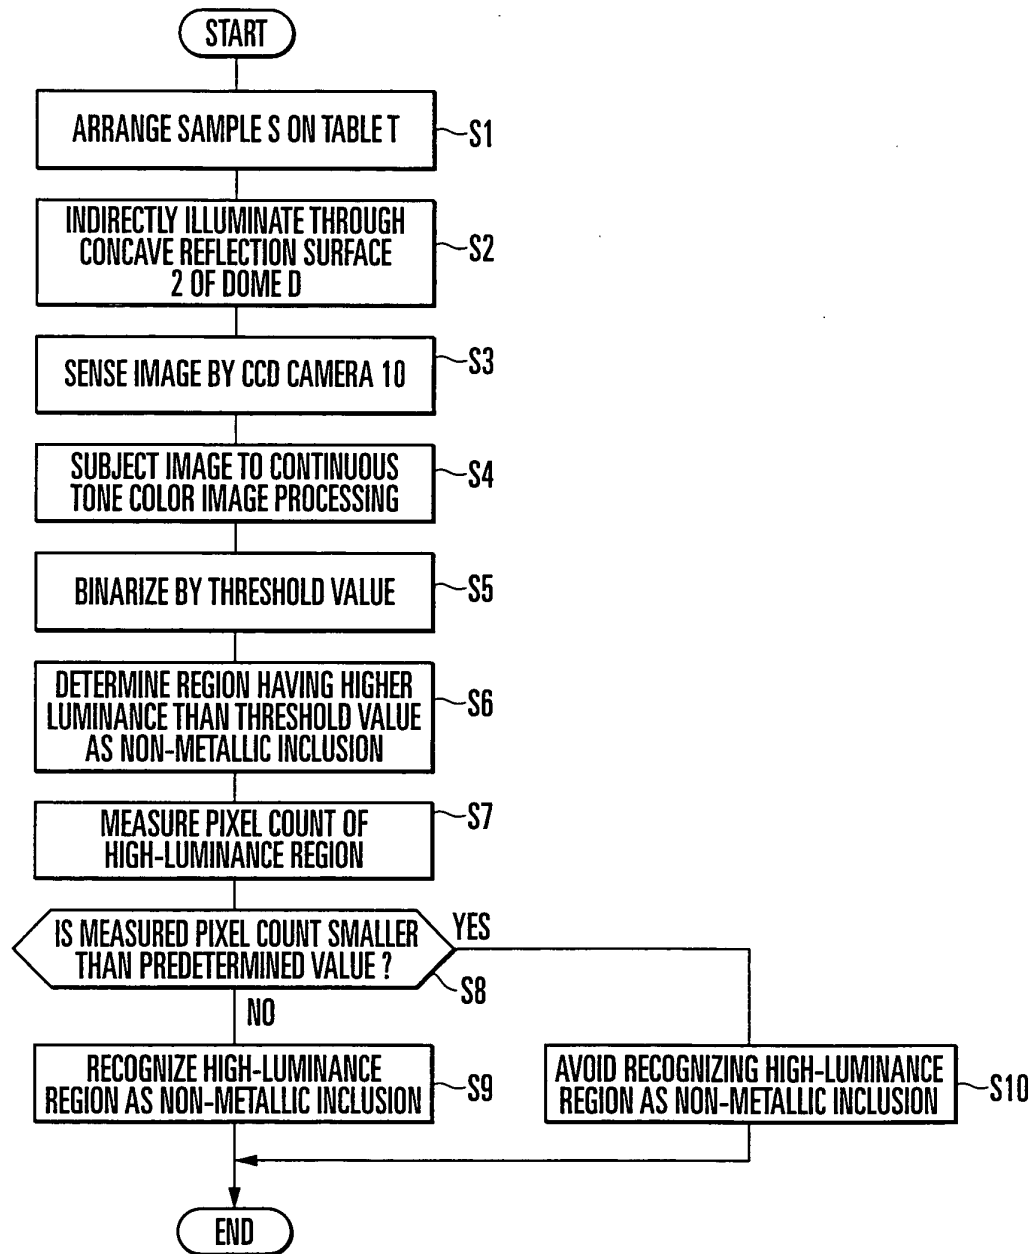 START
ARRANGE SAMPLE S ON TABLE T
S1
INDIRECTLY ILLUMINATE THROUGH
CONCAVE REFLECTION SURFACE
2 OF DOME D
S2
SENSE IMAGE BY CCD CAMERA 10
S3
SUBJECT IMAGE TO CONTINUOUS
TONE COLOR IMAGE PROCESSING
S4
BINARIZE BY THRESHOLD VALUE
S5
DETERMINE REGION HAVING HIGHER
LUMINANCE THAN THRESHOLD VALUE
AS NON-METALLIC INCLUSION
S6
MEASURE PIXEL COUNT OF
HIGH-LUMINANCE REGION
S7
IS MEASURED PIXEL COUNT SMALLER
THAN PREDETERMINED VALUE ?
YES
S8
NO
RECOGNIZE HIGH-LUMINANCE
REGION AS NON-METALLIC INCLUSION
S9
AVOID RECOGNIZING HIGH-LUMINANCE
REGION AS NON-METALLIC INCLUSION
S10
END